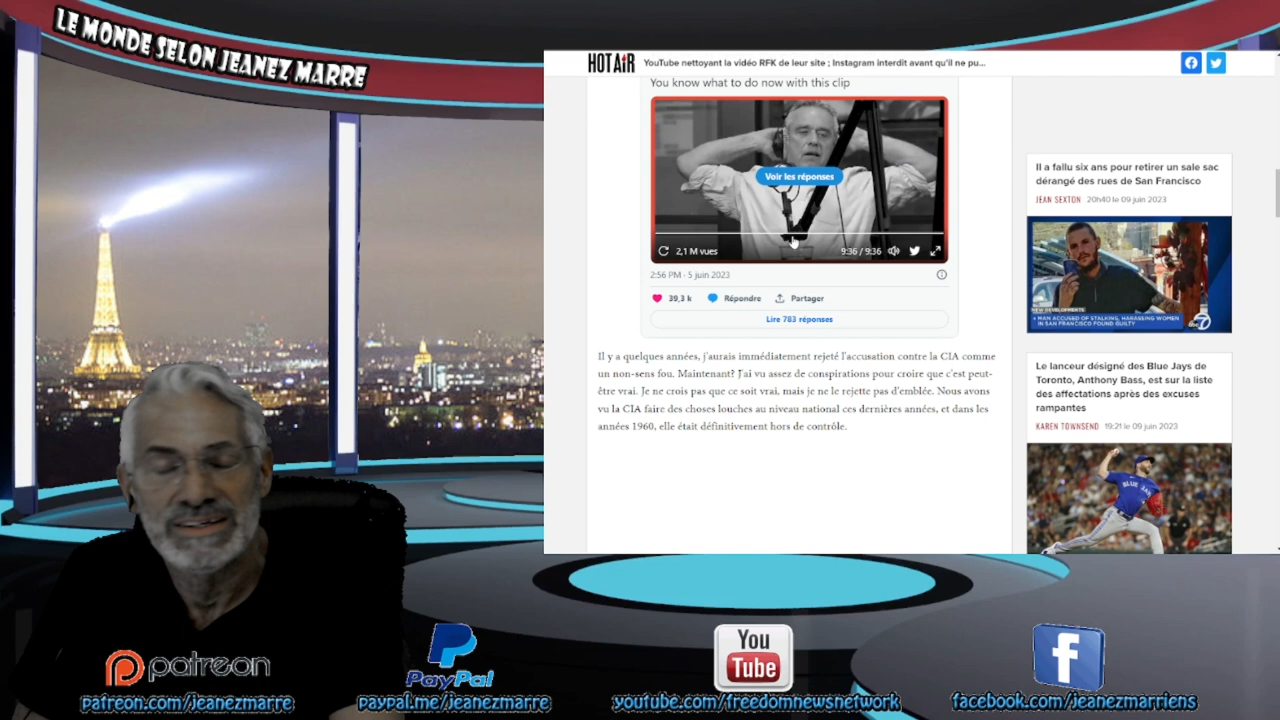 LE MONDE SELON JEANEZ MARRE
HOTAIR
YouTube nettoyant la vidéo RFK de leur site ; Instagram interdit avant qu'il ne pu...
You know what to do now with this clip
Voir les réponses
2,1 M vues
9:36 / 9:36
2:56 PM · 5 juin 2023
39,3 k
Répondre
Partager
Lire 783 réponses
Il y a quelques années, j'aurais immédiatement rejeté l'accusation contre la CIA comme
un non-sens fou. Maintenant? J'ai vu assez de conspirations pour croire que c'est peut-
être vrai. Je ne crois pas que ce soit vrai, mais je ne le rejette pas d'emblée. Nous avons
vu la CIA faire des choses louches au niveau national ces dernières années, et dans les
années 1960, elle était définitivement hors de contrôle.
Il a fallu six ans pour retirer un sale sac
dérangé des rues de San Francisco
JEAN SEXTON 20h40 le 09 juin 2023
NEW DEVELOPMENTS
MAN ACCUSED OF STALKING, HARASSING WOMEN
IN SAN FRANCISCO FOUND GUILTY
abc 7
Le lanceur désigné des Blue Jays de
Toronto, Anthony Bass, est sur la liste
des affectations après des excuses
rampantes
KAREN TOWNSEND 19:21 le 09 juin 2023
BLUE JAYS
patreon
patreon.com/jeanezmarre
PayPal
paypal.me/jeanezmarre
You
Tube
youtube.com/freedomnewsnetwork
f
facebook.com/jeanezmarriens